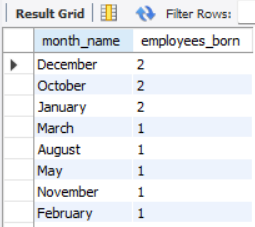 Result Grid Filter Rows:
month_name employees_born
December 2
October 2
January 2
March 1
August 1
May 1
November 1
February 1